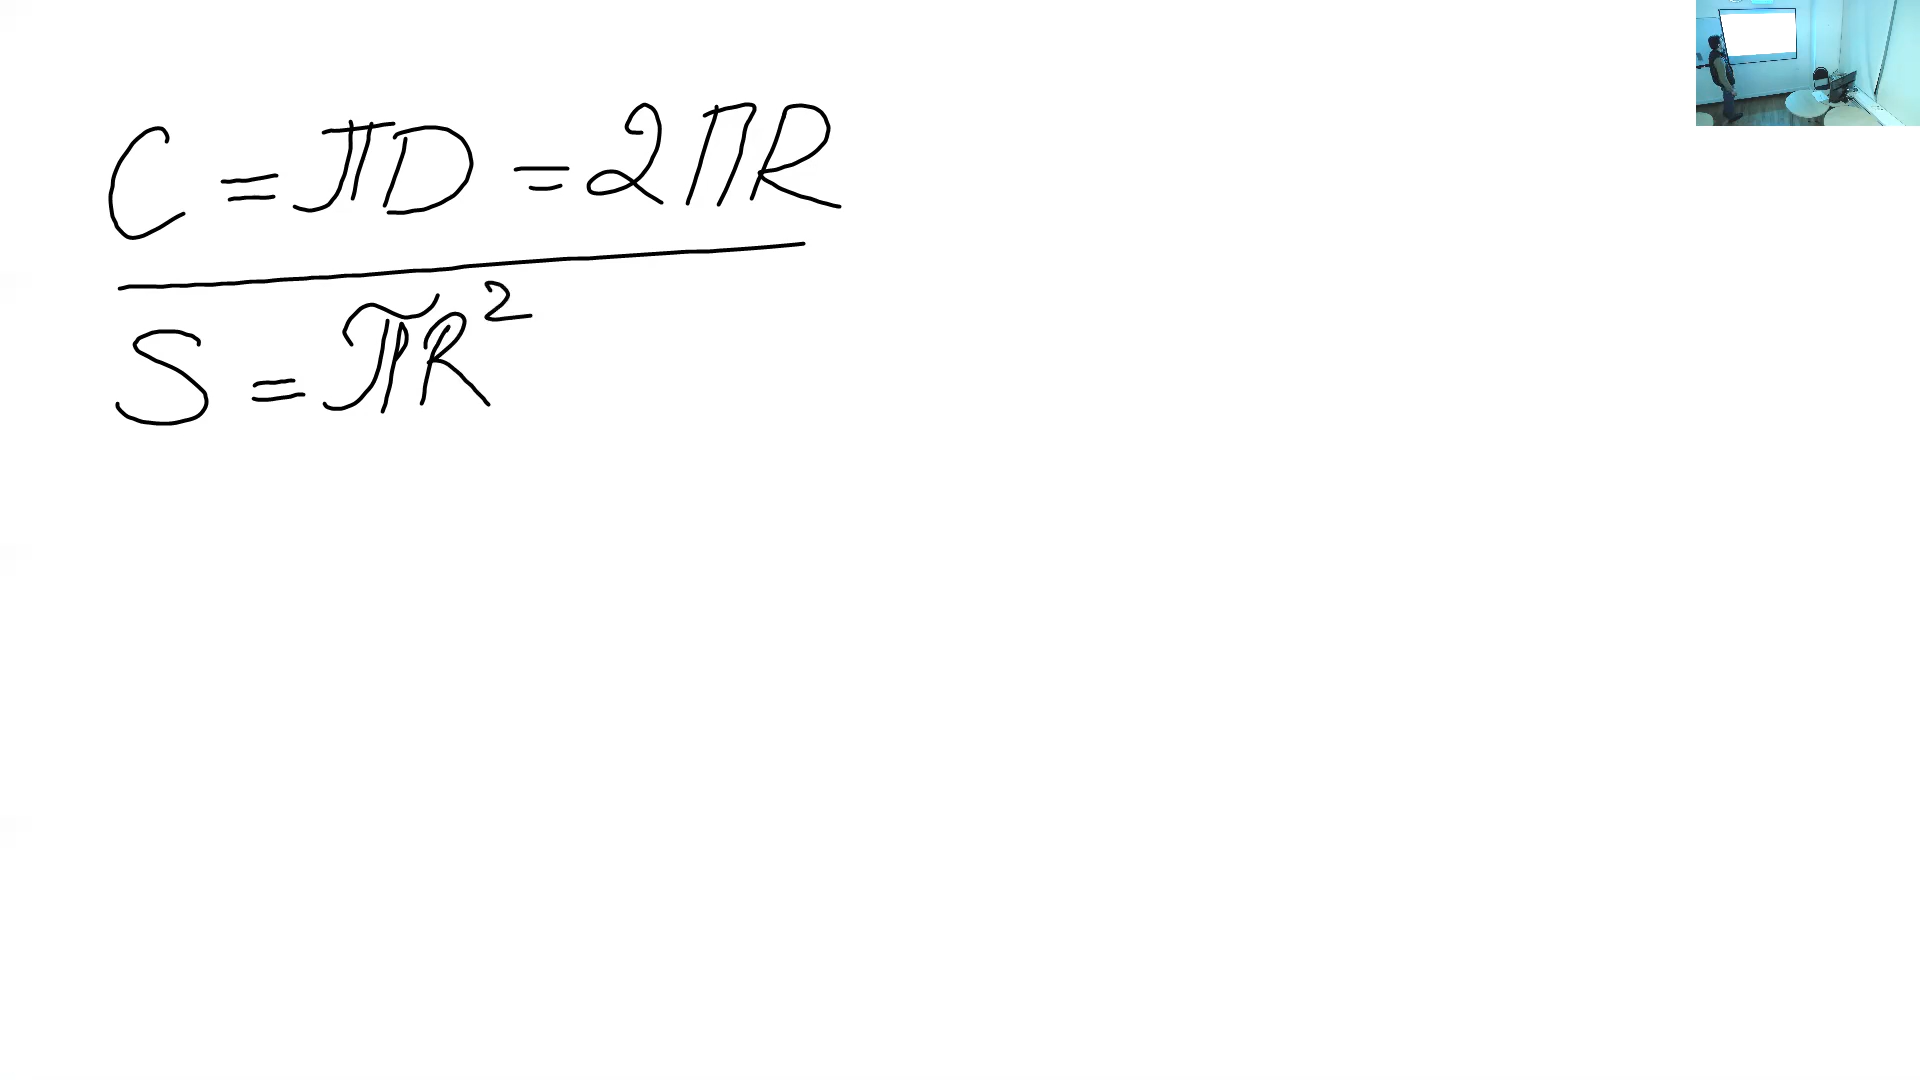 C = πD = 2πR
S = πR²